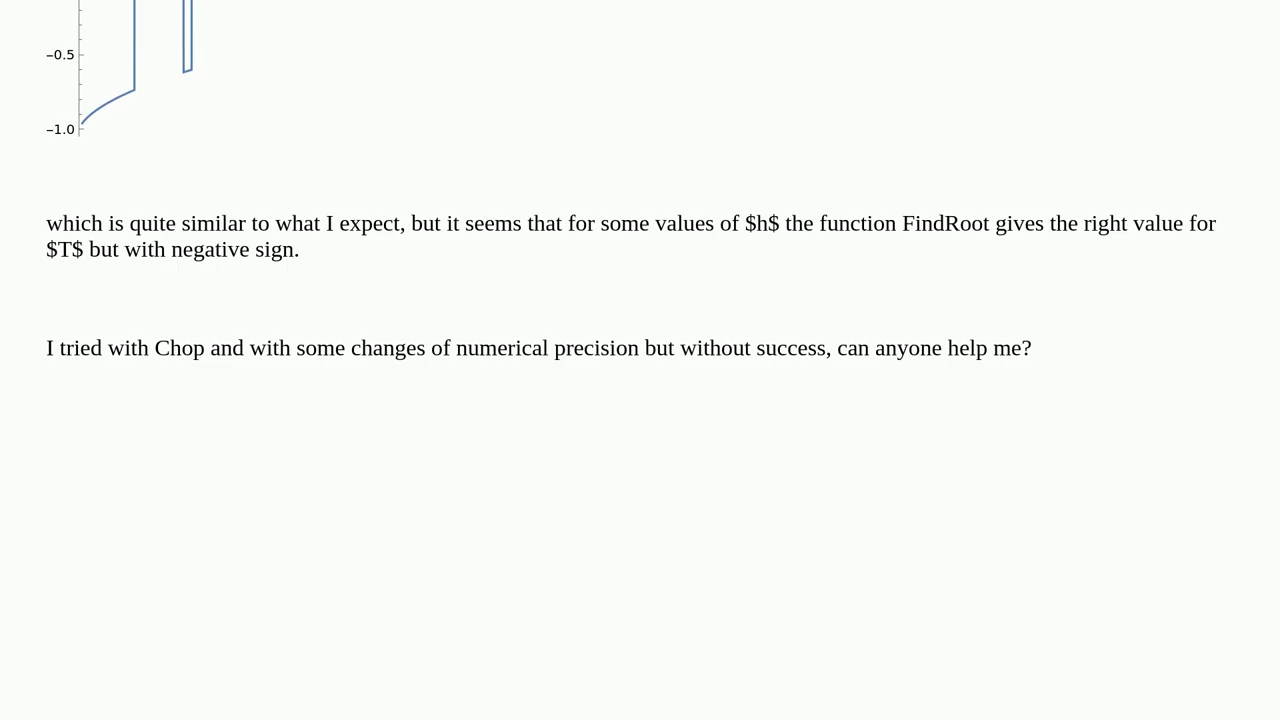 –0.5
–1.0
which is quite similar to what I expect, but it seems that for some values of $h$ the function FindRoot gives the right value for
$T$ but with negative sign.
I tried with Chop and with some changes of numerical precision but without success, can anyone help me?